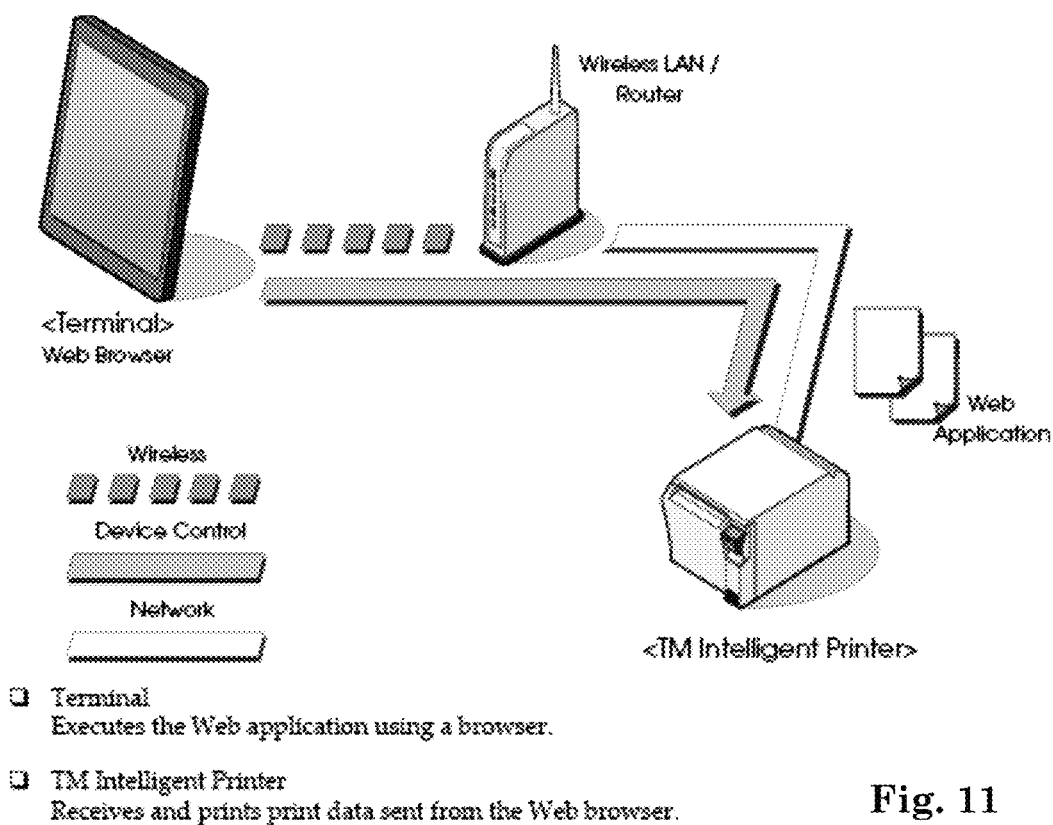 Wireless LAN /
Router
<Terminal>
Web Browser
Web
Application
Wireless
Device Control
Network
<TM Intelligent Printer>
❑ Terminal
Executes the Web application using a browser.
❑ TM Intelligent Printer
Receives and prints print data sent from the Web browser.
Fig. 11